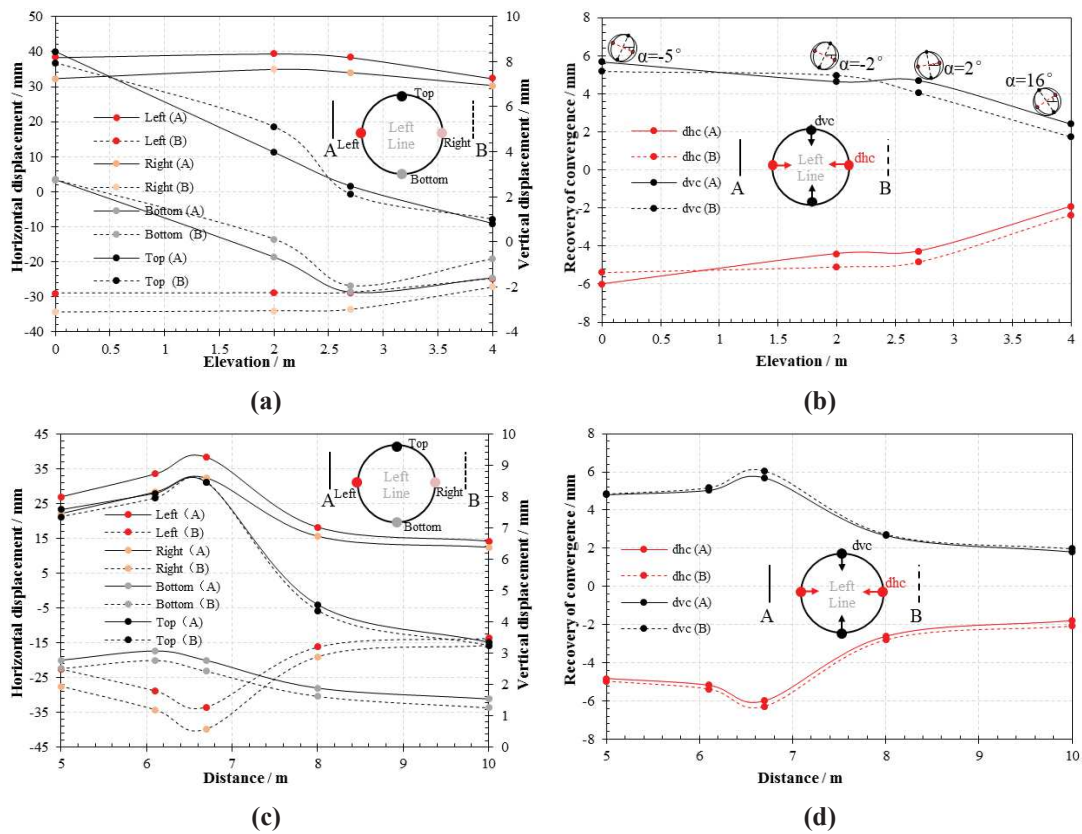 Horizontal displacement / mm
50
40
30
20
10
0
-10
-20
-30
-40
10
9
8
7
6
5
4
3
2
1
0
-1
-2
-3
-4
Vertical displacement / mm
Left (A)
Left (B)
Right (A)
Right (B)
Bottom (A)
Bottom (B)
Top (A)
Top (B)
Top
A
Left
Left
Line
Right
B
Bottom
0 0.5 1 1.5 2 2.5 3 3.5 4
Elevation / m
(a)
Recovery of convergence / mm
8
6
4
2
0
-2
-4
-6
-8
α=-5°
α=-2°
α=2°
α=16°
dhc (A)
dhc (B)
dvc (A)
dvc (B)
dvc
dhc
Left
Line
A
B
0 0.5 1 1.5 2 2.5 3 3.5 4
Elevation / m
(b)
Horizontal displacement / mm
45
35
25
15
5
-5
-15
-25
-35
-45
10
9
8
7
6
5
4
3
2
1
0
Vertical displacement / mm
Left（A）
Left（B）
Right（A）
Right（B）
Bottom（A）
Bottom（B）
Top（A）
Top（B）
Top
A
Left
Left
Line
Right
B
Bottom
5 6 7 8 9 10
Distance / m
(c)
Recovery of convergence / mm
8
6
4
2
0
-2
-4
-6
-8
dhc (A)
dhc (B)
dvc (A)
dvc (B)
dvc
dhc
Left
Line
A
B
5 6 7 8 9 10
Distance / m
(d)